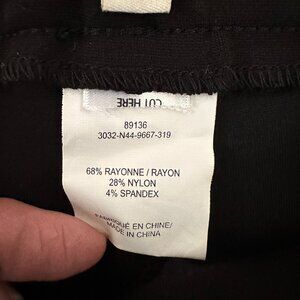 CUT HERE
89136
3032-N44-9667-319
68% RAYONNE / RAYON
28% NYLON
4% SPANDEX
FABRIQUÉ EN CHINE/
MADE IN CHINA